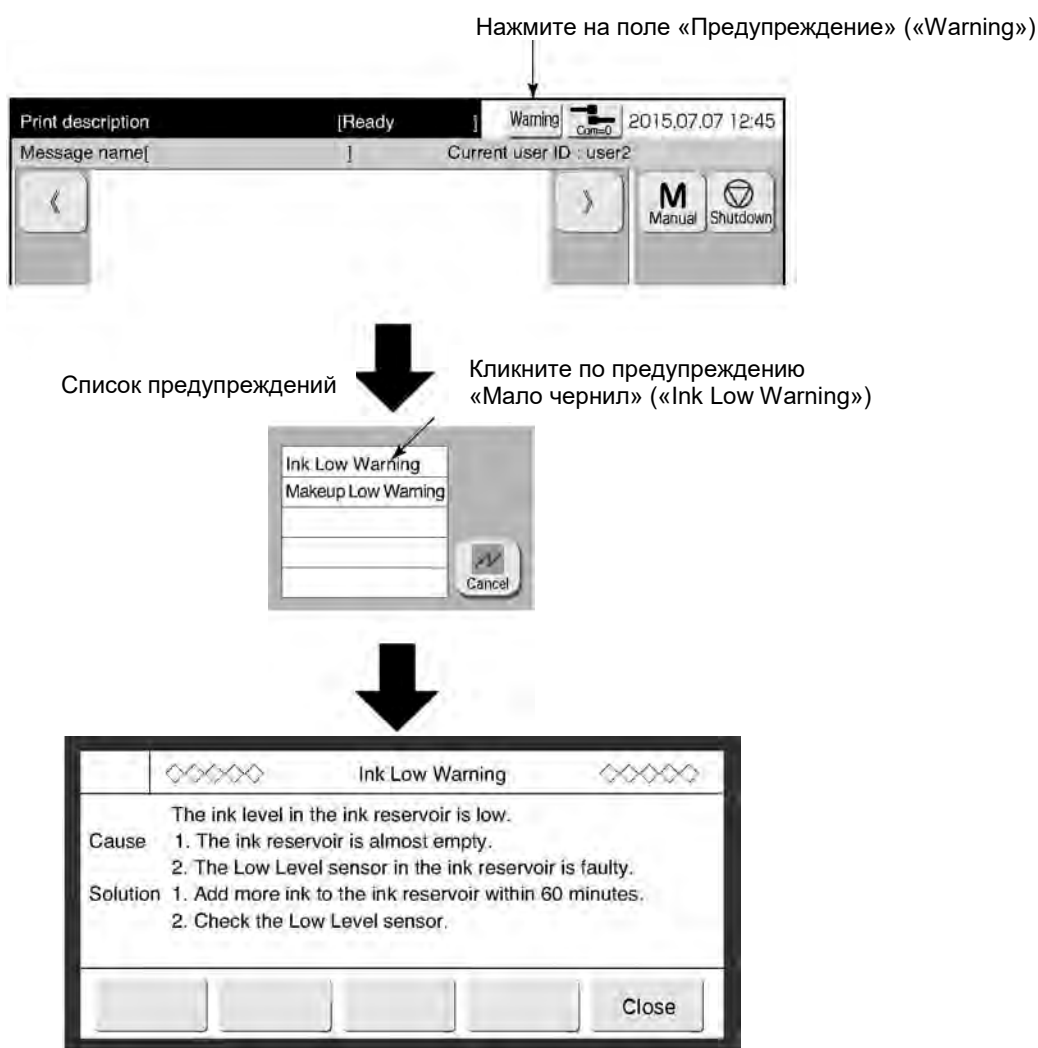 Нажмите на поле «Предупреждение» («Warning»)
Print description [Ready ] Warning Com=0 2015,07.07 12:45
Message name[ ] Current user ID : user2
《 》 M Manual Shutdown
Список предупреждений
Кликните по предупреждению
«Мало чернил» («Ink Low Warning»)
Ink Low Warning
Makeup Low Warning
Cancel
Ink Low Warning
The ink level in the ink reservoir is low.
Cause 1. The ink reservoir is almost empty.
2. The Low Level sensor in the ink reservoir is faulty.
Solution 1. Add more ink to the ink reservoir within 60 minutes.
2. Check the Low Level sensor.
Close